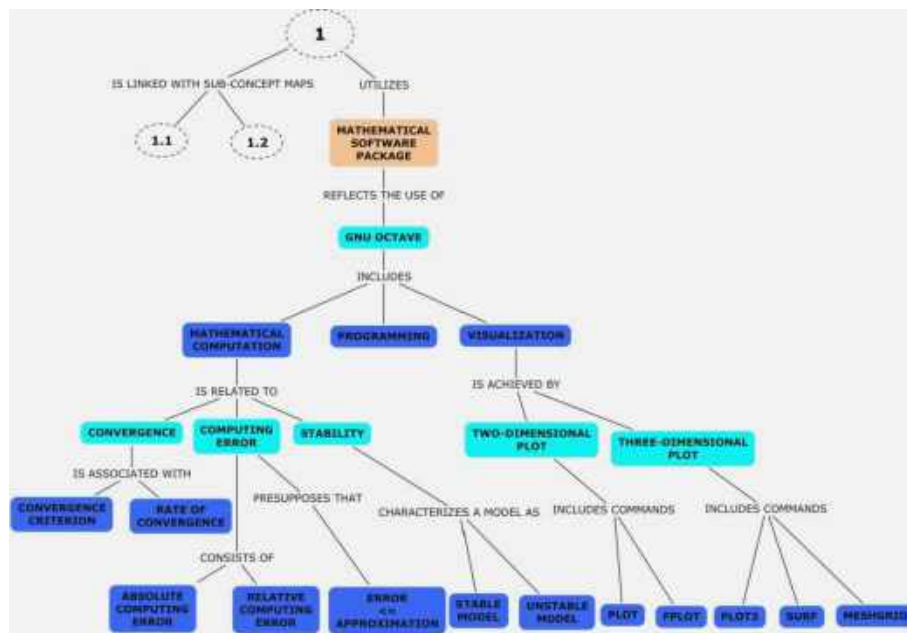 1
IS LINKED WITH SUB-CONCEPT MAPS
UTILIZES
1.1
1.2
MATHEMATICAL
SOFTWARE
PACKAGE
REFLECTS THE USE OF
GNU OCTAVE
INCLUDES
MATHEMATICAL
COMPUTATION
PROGRAMMING
VISUALIZATION
IS RELATED TO
IS ACHIEVED BY
CONVERGENCE
COMPUTING
ERROR
STABILITY
TWO-DIMENSIONAL
PLOT
THREE-DIMENSIONAL
PLOT
IS ASSOCIATED WITH
PRESUPPOSES THAT
CONVERGENCE
CRITERION
RATE OF
CONVERGENCE
CHARACTERIZES A MODEL AS
INCLUDES COMMANDS
INCLUDES COMMANDS
CONSISTS OF
ABSOLUTE
COMPUTING
ERROR
RELATIVE
COMPUTING
ERROR
ERROR
<=
APPROXIMATION
STABLE
MODEL
UNSTABLE
MODEL
PLOT
FPLOT
PLOT3
SURF
MESHGRID